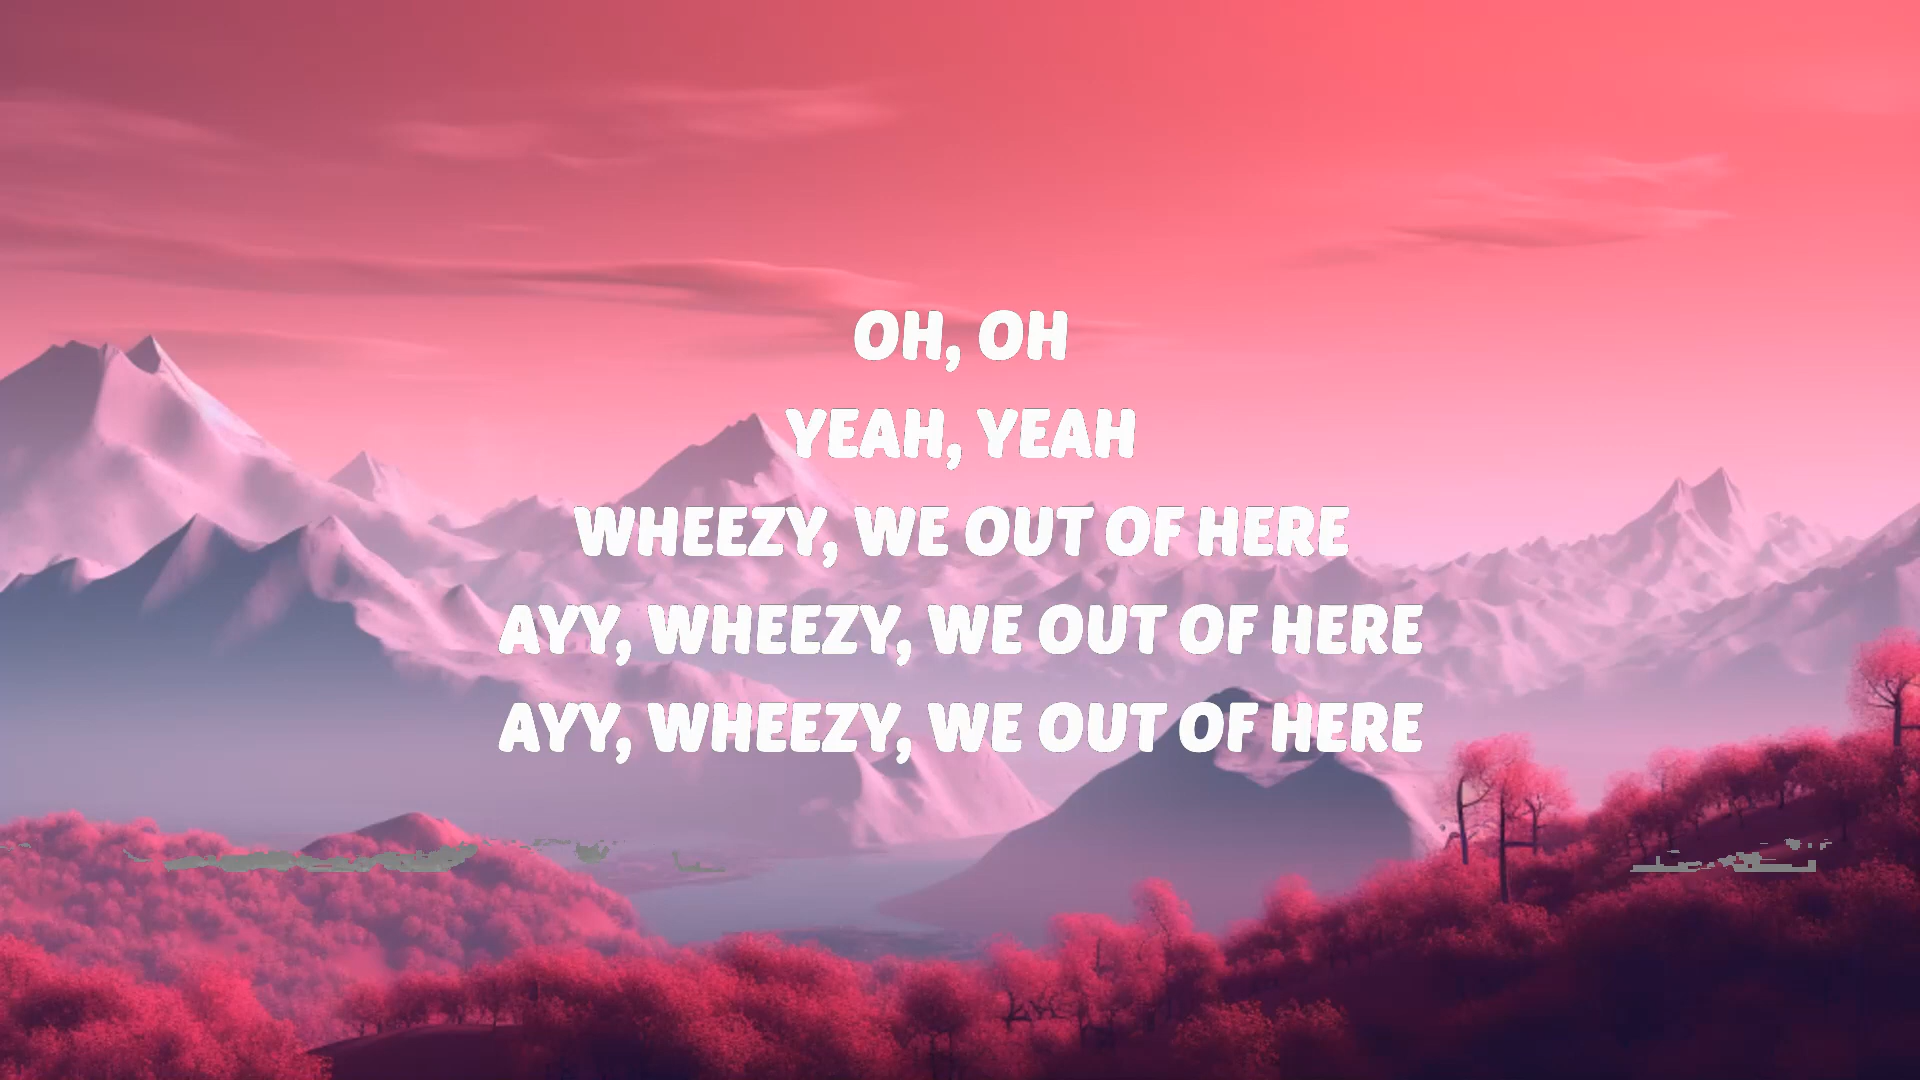 OH, OH
YEAH, YEAH
WHEEZY, WE OUT OF HERE
AYY, WHEEZY, WE OUT OF HERE
AYY, WHEEZY, WE OUT OF HERE